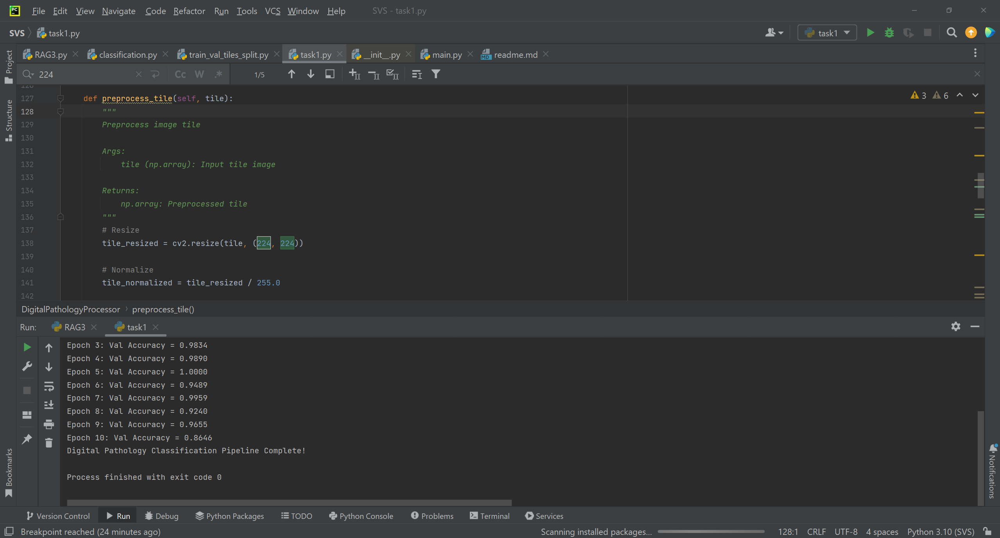 File Edit View Navigate Code Refactor Run Tools VCS Window Help SVS - task1.py
SVS task1.py task1
Project
Structure
Bookmarks
Notifications
RAG3.py classification.py train_val_tiles_split.py task1.py __init__.py main.py readme.md
224 Cc W .* 1/5
126
127 def preprocess_tile(self, tile): 3 6
128 """
129 Preprocess image tile
130
131 Args:
132 tile (np.array): Input tile image
133
134 Returns:
135 np.array: Preprocessed tile
136 """
137 # Resize
138 tile_resized = cv2.resize(tile, (224, 224))
139
140 # Normalize
141 tile_normalized = tile_resized / 255.0
142
DigitalPathologyProcessor preprocess_tile()
Run: RAG3 task1
Epoch 3: Val Accuracy = 0.9834
Epoch 4: Val Accuracy = 0.9890
Epoch 5: Val Accuracy = 1.0000
Epoch 6: Val Accuracy = 0.9489
Epoch 7: Val Accuracy = 0.9959
Epoch 8: Val Accuracy = 0.9240
Epoch 9: Val Accuracy = 0.9655
Epoch 10: Val Accuracy = 0.8646
Digital Pathology Classification Pipeline Complete!
Process finished with exit code 0
Version Control Run Debug Python Packages TODO Python Console Problems Terminal Services
Breakpoint reached (24 minutes ago) Scanning installed packages... 128:1 CRLF UTF-8 4 spaces Python 3.10 (SVS)